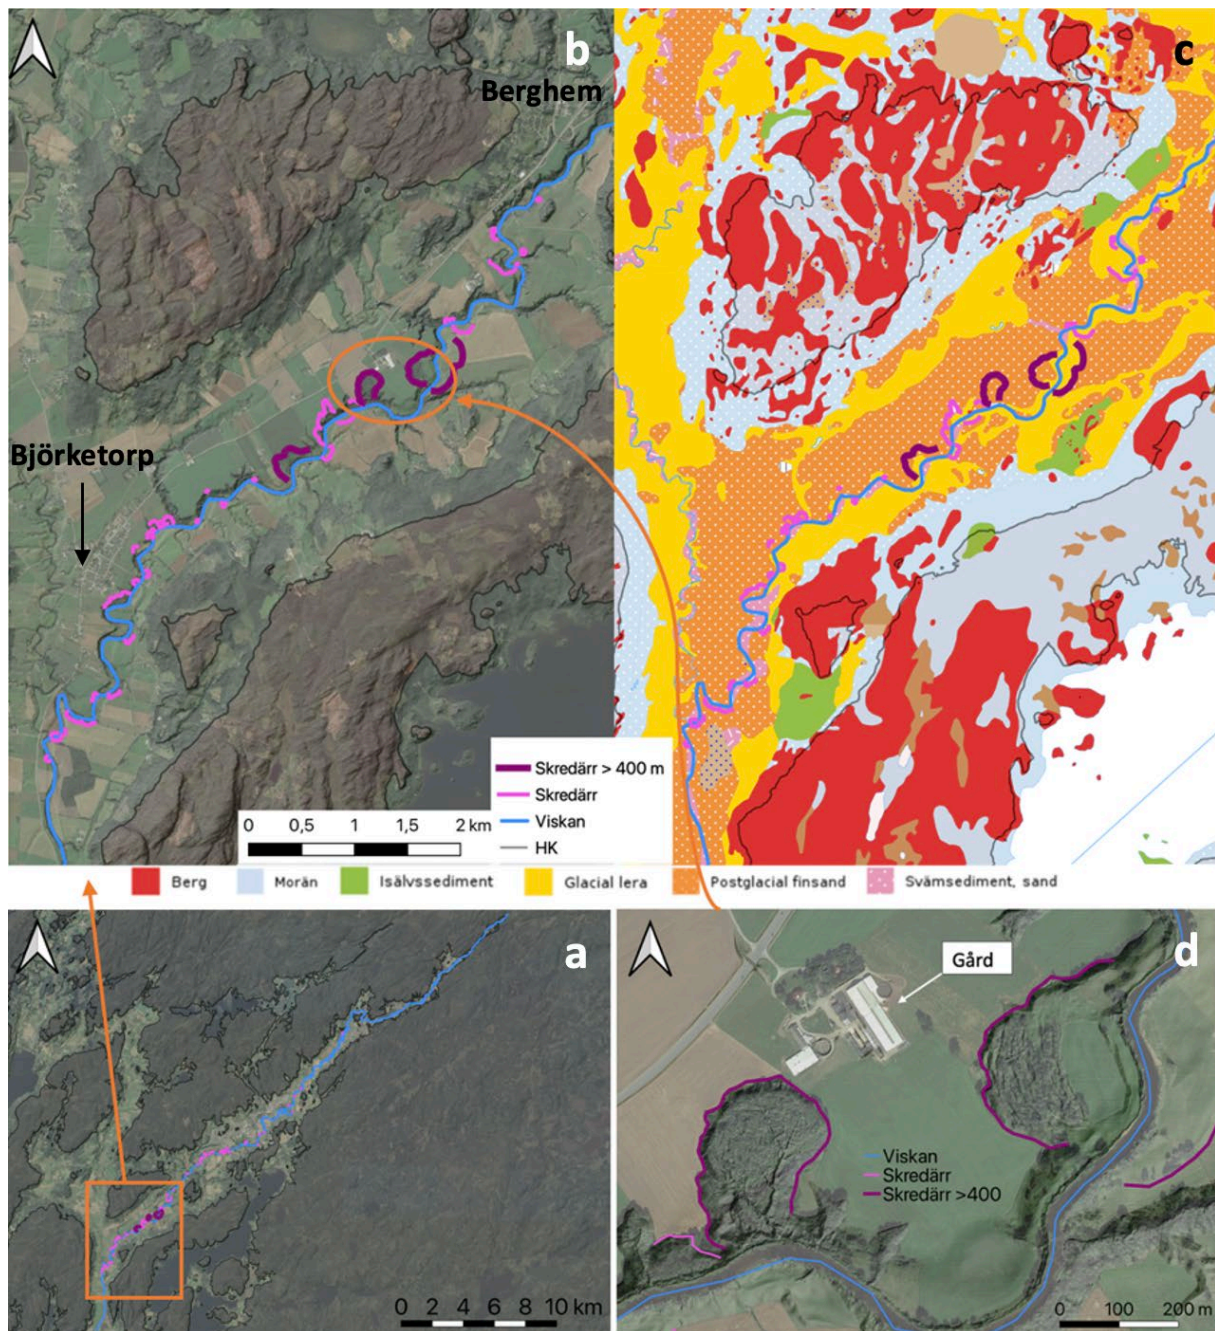 b
Berghem
c
Björketorp
Skredärr > 400 m
Skredärr
Viskan
HK
0 0,5 1 1,5 2 km
Berg Morän Isälvssediment Glacial lera Postglacial finsand Svämsediment, sand
a
0 2 4 6 8 10 km
d
Gård
Viskan
Skredärr
Skredärr >400
0 100 200 m